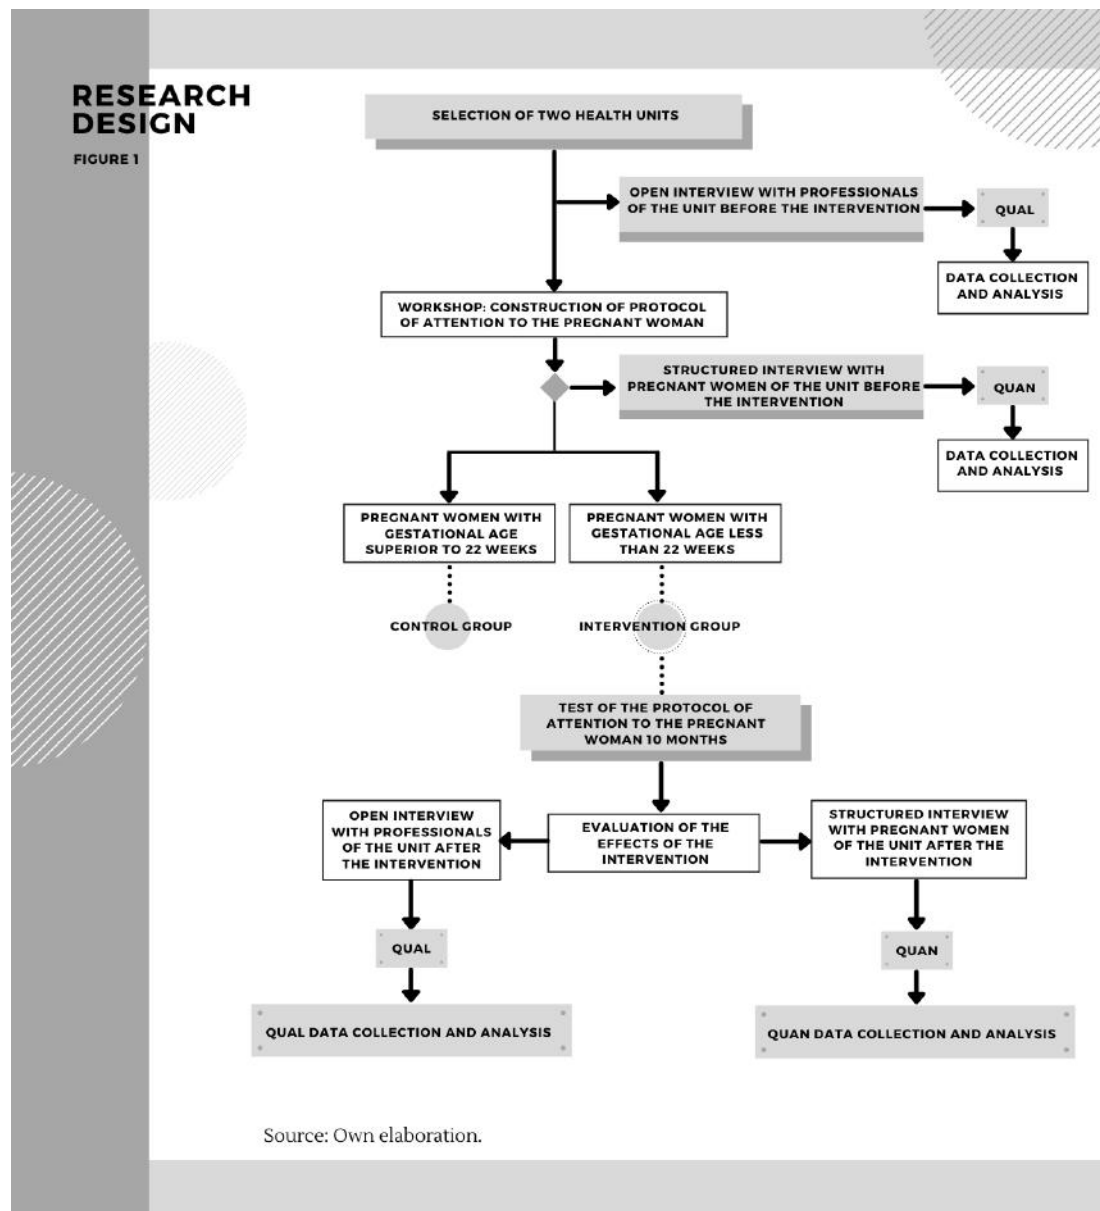 RESEARCH
DESIGN
FIGURE 1
SELECTION OF TWO HEALTH UNITS
OPEN INTERVIEW WITH PROFESSIONALS
OF THE UNIT BEFORE THE INTERVENTION
QUAL
DATA COLLECTION
AND ANALYSIS
WORKSHOP: CONSTRUCTION OF PROTOCOL
OF ATTENTION TO THE PREGNANT WOMAN
STRUCTURED INTERVIEW WITH
PREGNANT WOMEN OF THE UNIT BEFORE
THE INTERVENTION
QUAN
DATA COLLECTION
AND ANALYSIS
PREGNANT WOMEN WITH
GESTATIONAL AGE
SUPERIOR TO 22 WEEKS
PREGNANT WOMEN WITH
GESTATIONAL AGE LESS
THAN 22 WEEKS
CONTROL GROUP
INTERVENTION GROUP
TEST OF THE PROTOCOL OF
ATTENTION TO THE PREGNANT
WOMAN 10 MONTHS
OPEN INTERVIEW
WITH PROFESSIONALS
OF THE UNIT AFTER
THE INTERVENTION
EVALUATION OF THE
EFFECTS OF THE
INTERVENTION
STRUCTURED INTERVIEW
WITH PREGNANT WOMEN
OF THE UNIT AFTER THE
INTERVENTION
QUAL
QUAN
QUAL DATA COLLECTION AND ANALYSIS
QUAN DATA COLLECTION AND ANALYSIS
Source: Own elaboration.